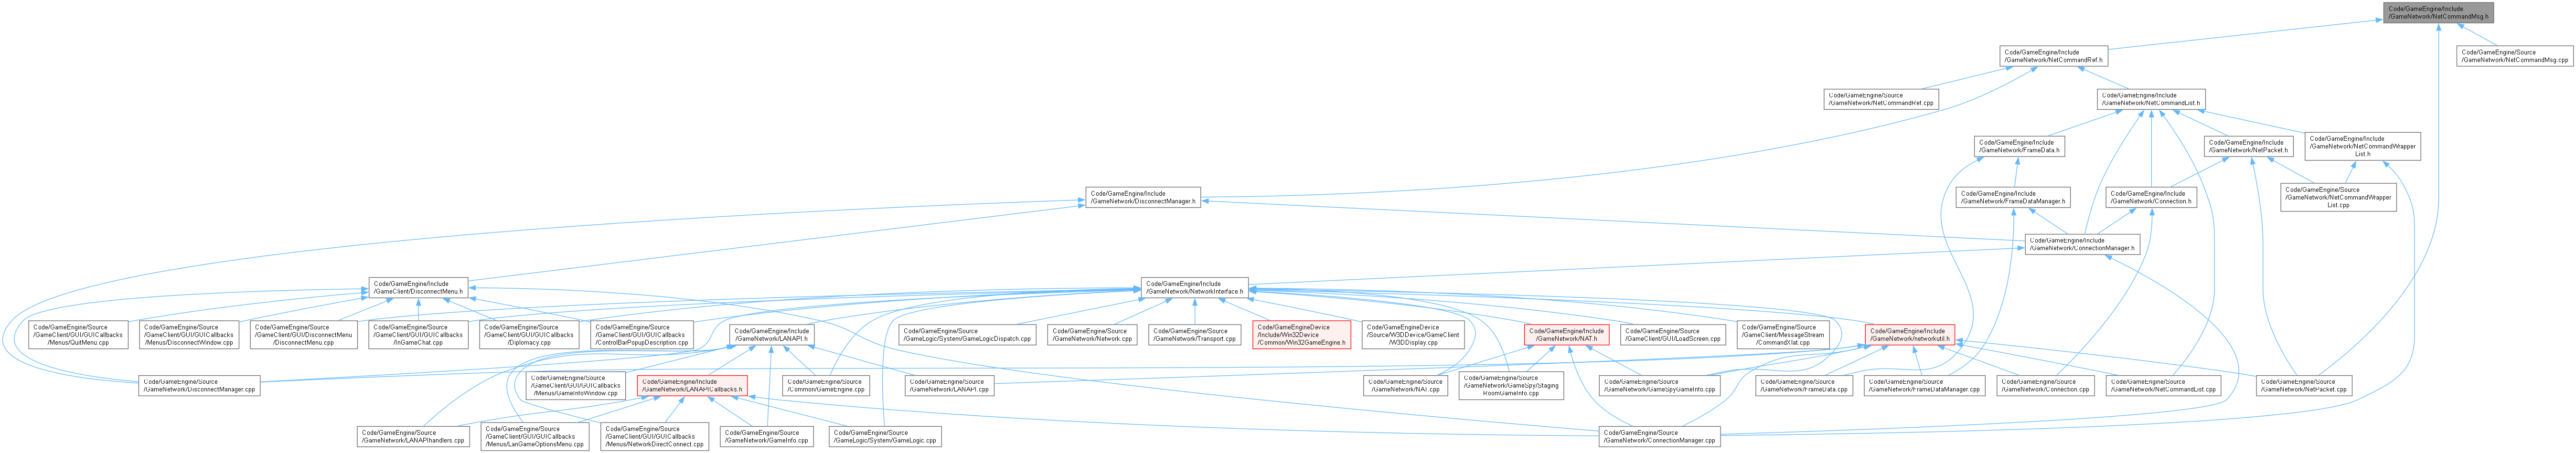 Code/GameEngine/Include
/GameNetwork/NetCommandMsg.h
Code/GameEngine/Include
/GameNetwork/NetCommandRef.h
Code/GameEngine/Source
/GameNetwork/NetCommandMsg.cpp
Code/GameEngine/Source
/GameNetwork/NetCommandRef.cpp
Code/GameEngine/Include
/GameNetwork/NetCommandList.h
Code/GameEngine/Include
/GameNetwork/FrameData.h
Code/GameEngine/Include
/GameNetwork/NetPacket.h
Code/GameEngine/Include
/GameNetwork/NetCommandWrapper
List.h
Code/GameEngine/Include
/GameNetwork/DisconnectManager.h
Code/GameEngine/Include
/GameNetwork/FrameDataManager.h
Code/GameEngine/Include
/GameNetwork/Connection.h
Code/GameEngine/Source
/GameNetwork/NetCommandWrapper
List.cpp
Code/GameEngine/Include
/GameNetwork/ConnectionManager.h
Code/GameEngine/Include
/GameClient/DisconnectMenu.h
Code/GameEngine/Include
/GameNetwork/NetworkInterface.h
Code/GameEngine/Source
/GameClient/GUI/GUICallbacks
/Menus/QuitMenu.cpp
Code/GameEngine/Source
/GameClient/GUI/GUICallbacks
/Menus/DisconnectWindow.cpp
Code/GameEngine/Source
/GameClient/GUI/DisconnectMenu
/DisconnectMenu.cpp
Code/GameEngine/Source
/GameClient/GUI/GUICallbacks
/InGameChat.cpp
Code/GameEngine/Source
/GameClient/GUI/GUICallbacks
/Diplomacy.cpp
Code/GameEngine/Source
/GameClient/GUI/GUICallbacks
/ControlBarPopupDescription.cpp
Code/GameEngine/Include
/GameNetwork/LANAPI.h
Code/GameEngine/Source
/GameLogic/System/GameLogicDispatch.cpp
Code/GameEngine/Source
/GameNetwork/Network.cpp
Code/GameEngine/Source
/GameNetwork/Transport.cpp
Code/GameEngineDevice
/Include/Win32Device
/Common/Win32GameEngine.h
Code/GameEngineDevice
/Source/W3DDevice/GameClient
/W3DDisplay.cpp
Code/GameEngine/Include
/GameNetwork/NAT.h
Code/GameEngine/Source
/GameClient/GUI/LoadScreen.cpp
Code/GameEngine/Source
/GameClient/MessageStream
/CommandXlat.cpp
Code/GameEngine/Include
/GameNetwork/networkutil.h
Code/GameEngine/Source
/GameNetwork/DisconnectManager.cpp
Code/GameEngine/Source
/GameClient/GUI/GUICallbacks
/Menus/GameInfoWindow.cpp
Code/GameEngine/Include
/GameNetwork/LANAPICallbacks.h
Code/GameEngine/Source
/Common/GameEngine.cpp
Code/GameEngine/Source
/GameNetwork/LANAPI.cpp
Code/GameEngine/Source
/GameNetwork/NAT.cpp
Code/GameEngine/Source
/GameNetwork/GameSpy/Staging
RoomGameInfo.cpp
Code/GameEngine/Source
/GameNetwork/GameSpyGameInfo.cpp
Code/GameEngine/Source
/GameNetwork/FrameData.cpp
Code/GameEngine/Source
/GameNetwork/FrameDataManager.cpp
Code/GameEngine/Source
/GameNetwork/Connection.cpp
Code/GameEngine/Source
/GameNetwork/NetCommandList.cpp
Code/GameEngine/Source
/GameNetwork/NetPacket.cpp
Code/GameEngine/Source
/GameNetwork/LANAPIhandlers.cpp
Code/GameEngine/Source
/GameClient/GUI/GUICallbacks
/Menus/LanGameOptionsMenu.cpp
Code/GameEngine/Source
/GameClient/GUI/GUICallbacks
/Menus/NetworkDirectConnect.cpp
Code/GameEngine/Source
/GameNetwork/GameInfo.cpp
Code/GameEngine/Source
/GameLogic/System/GameLogic.cpp
Code/GameEngine/Source
/GameNetwork/ConnectionManager.cpp